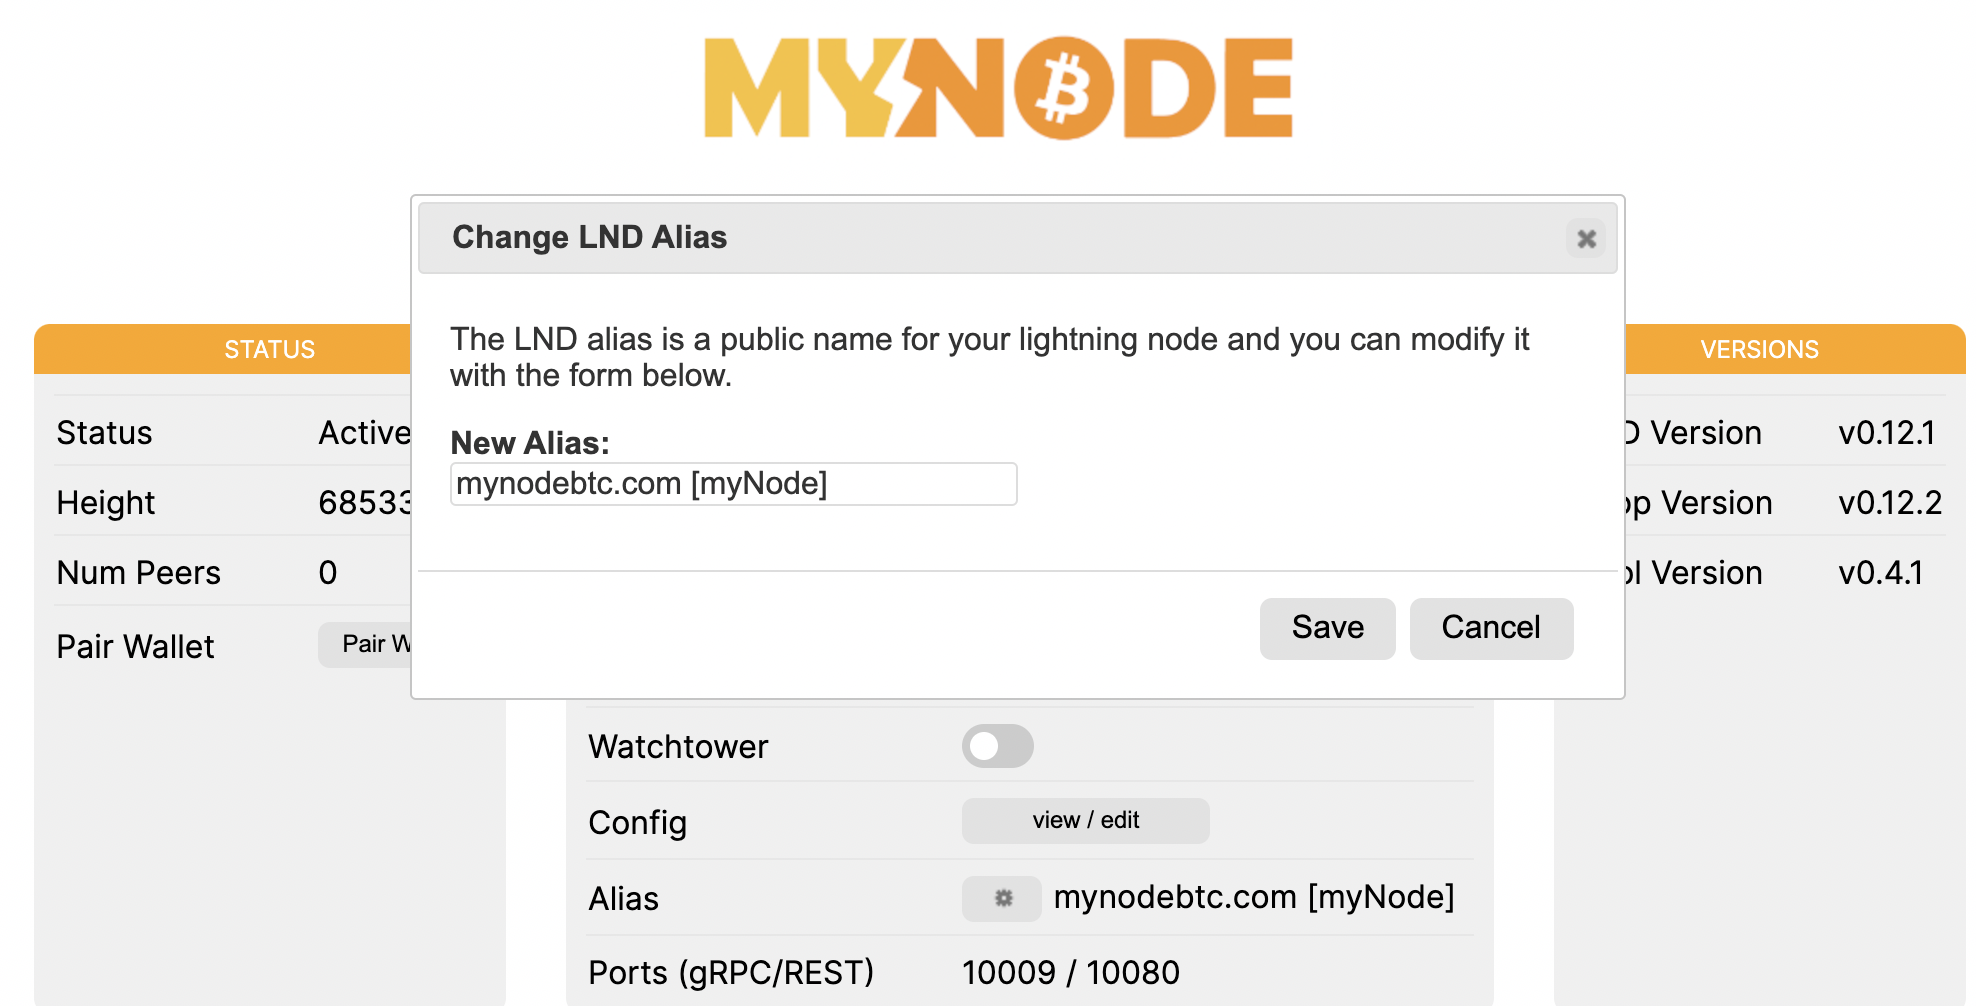 MYNODE
Change LND Alias
The LND alias is a public name for your lightning node and you can modify it
with the form below.
New Alias:
mynodebtc.com [myNode]
Save Cancel
STATUS
Status Active
Height
Num Peers 0
Pair Wallet Pair
Watchtower
Config view / edit
Alias mynodebtc.com [myNode]
Ports (gRPC/REST) 10009 / 10080
VERSIONS
Version v0.12.1
Version v0.12.2
Version v0.4.1